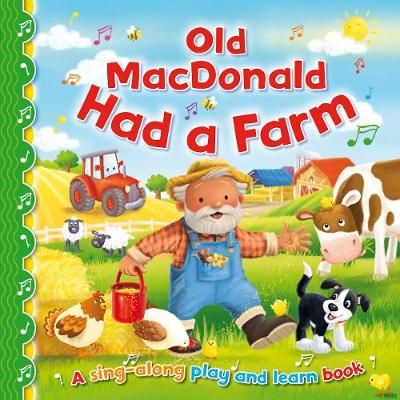 Old
MacDonald
Had a Farm
A sing-along play and learn book